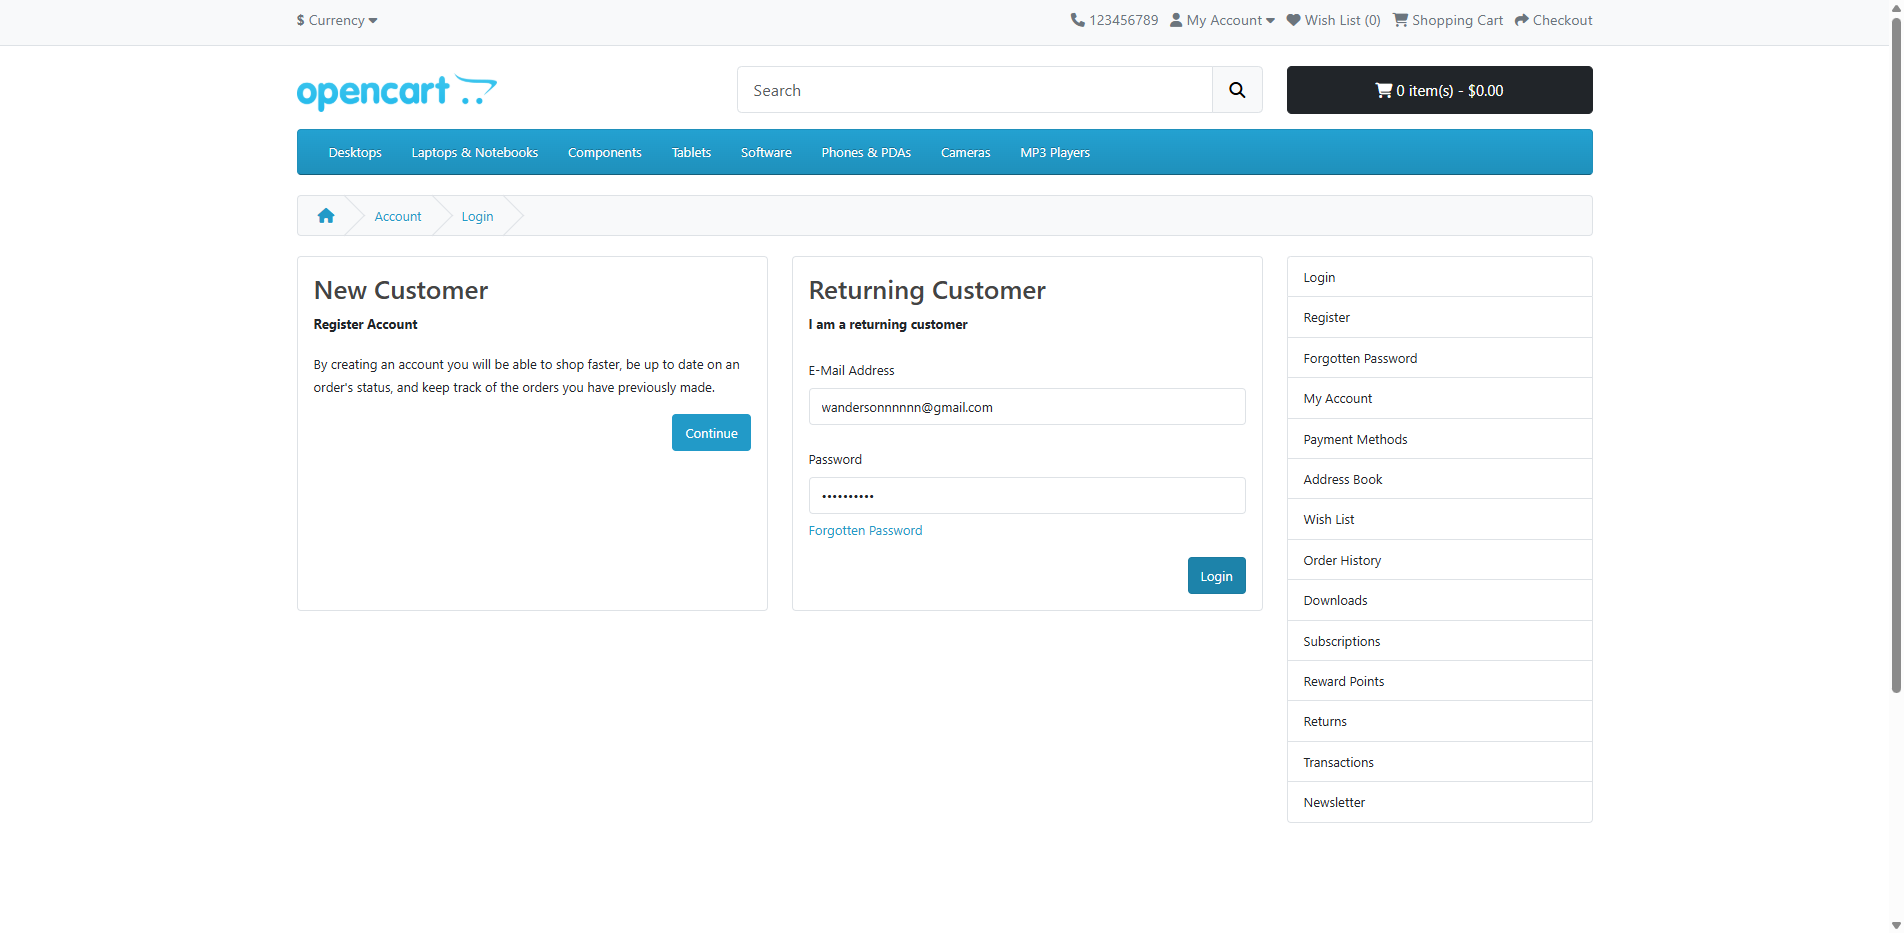 $ Currency
123456789 My Account Wish List (0) Shopping Cart Checkout
opencart
Search
0 item(s) - $0.00
Desktops Laptops & Notebooks Components Tablets Software Phones & PDAs Cameras MP3 Players
Account Login
New Customer
Register Account
By creating an account you will be able to shop faster, be up to date on an
order's status, and keep track of the orders you have previously made.
Continue
Returning Customer
I am a returning customer
E-Mail Address
wandersonnnnnn@gmail.com
Password
••••••••••
Forgotten Password
Login
Login
Register
Forgotten Password
My Account
Payment Methods
Address Book
Wish List
Order History
Downloads
Subscriptions
Reward Points
Returns
Transactions
Newsletter